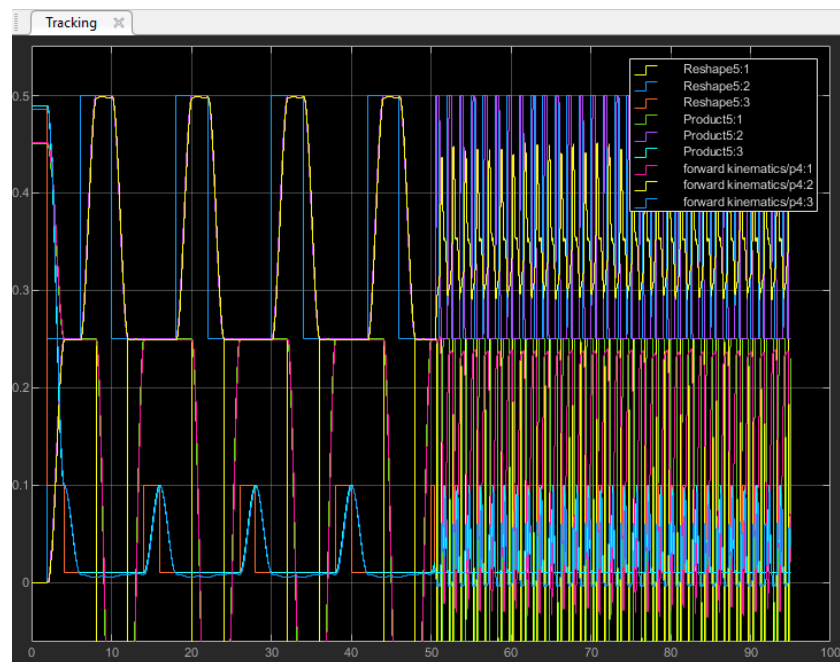 Tracking
Reshape5:1
Reshape5:2
Reshape5:3
Product5:1
Product5:2
Product5:3
forward kinematics/p4:1
forward kinematics/p4:2
forward kinematics/p4:3
0.5
0.4
0.3
0.2
0.1
0
0 10 20 30 40 50 60 70 80 90 100